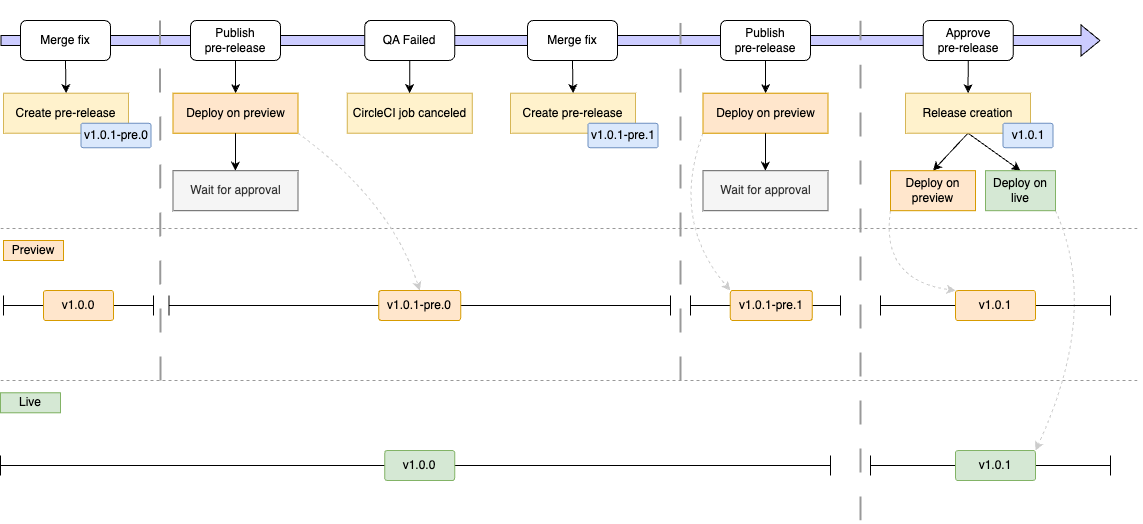 Merge fix
Publish
pre-release
QA Failed
Merge fix
Publish
pre-release
Approve
pre-release
Create pre-release
v1.0.1-pre.0
Deploy on preview
CircleCI job canceled
Create pre-release
v1.0.1-pre.1
Deploy on preview
Release creation
v1.0.1
Wait for approval
Wait for approval
Deploy on
preview
Deploy on
live
Preview
v1.0.0
v1.0.1-pre.0
v1.0.1-pre.1
v1.0.1
Live
v1.0.0
v1.0.1